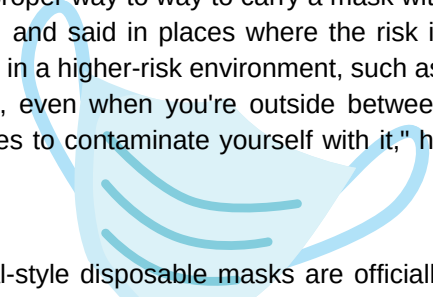 proper way to way to carry a mask wit
and said in places where the risk i
in a higher-risk environment, such as
, even when you're outside betwee
es to contaminate yourself with it," h
l-style disposable masks are officiall